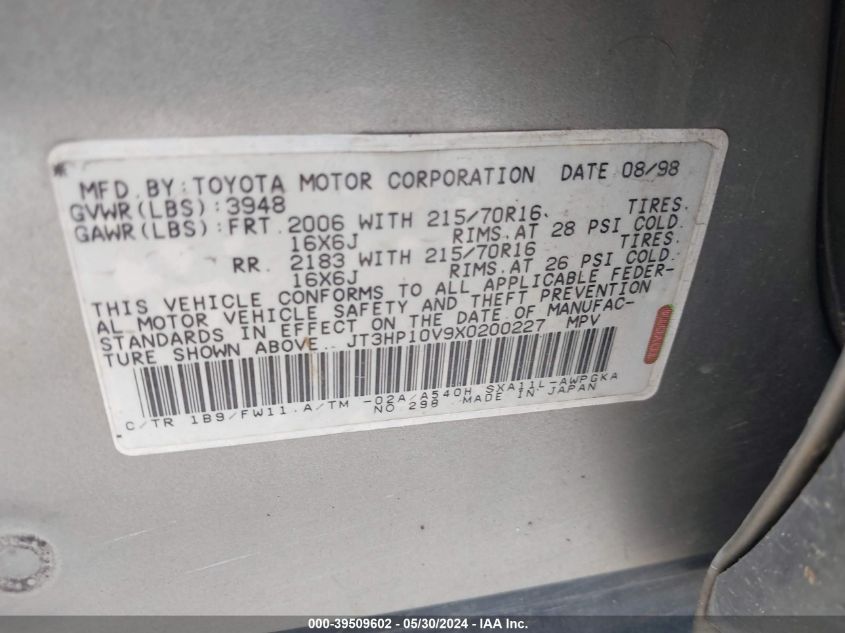 MFD. BY: TOYOTA MOTOR CORPORATION DATE 08/98
GVWR(LBS):3948
GAWR(LBS):FRT. 2006 WITH 215/70R16. TIRES.
16X6J RIMS.AT 28 PSI COLD.
RR. 2183 WITH 215/70R16 TIRES.
16X6J RIMS.AT 26 PSI COLD.
THIS VEHICLE CONFORMS TO ALL APPLICABLE FEDER-
AL MOTOR VEHICLE SAFETY AND THEFT PREVENTION
STANDARDS IN EFFECT ON THE DATE OF MANUFAC-
TURE SHOWN ABOVE. JT3HP10V9X0200227 MPV
TOYOTA
C/TR 1B9/FW11.A/TM -02A/A540H SXA11L-AWPGKA
NO 298 MADE IN JAPAN
000-39509602 - 05/30/2024 - IAA Inc.